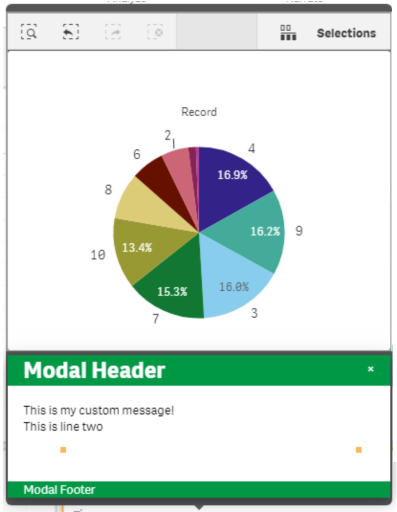 Selections
Record
2
4
6
16.9%
8
16.2%
9
10
13.4%
16.0%
15.3%
3
7
Modal Header
×
This is my custom message!
This is line two
Modal Footer